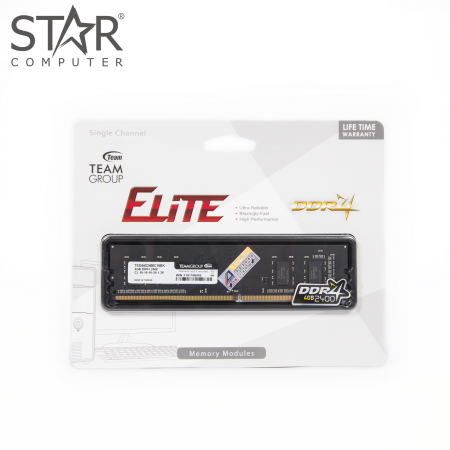 STAR
COMPUTER
Single Channel
LIFE TIME
WARRANTY
Team
TEAM
GROUP
ELITE
• Ultra Reliable
• Blazingly Fast
• High Performance
DDR4
TEAMGROUP
DDR4
4GB 2400
Memory Modules